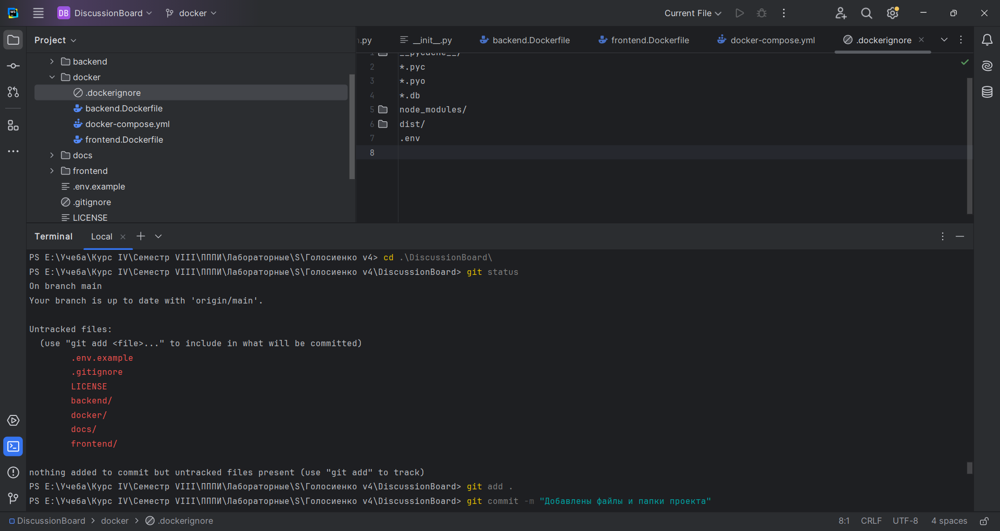 WS
DB DiscussionBoard docker Current File
Project
.py __init__.py backend.Dockerfile frontend.Dockerfile docker-compose.yml .dockerignore
backend
docker
.dockerignore
backend.Dockerfile
docker-compose.yml
frontend.Dockerfile
docs
frontend
.env.example
.gitignore
LICENSE
1 __pycache__/
2 *.pyc
3 *.pyo
4 *.db
5 node_modules/
6 dist/
7 .env
8
Terminal Local
PS E:\Учеба\Курс IV\Семестр VIII\ПППИ\Лабораторные\S\Голосиенко v4> cd .\DiscussionBoard\
PS E:\Учеба\Курс IV\Семестр VIII\ПППИ\Лабораторные\S\Голосиенко v4\DiscussionBoard> git status
On branch main
Your branch is up to date with 'origin/main'.
Untracked files:
(use "git add <file>..." to include in what will be committed)
.env.example
.gitignore
LICENSE
backend/
docker/
docs/
frontend/
nothing added to commit but untracked files present (use "git add" to track)
PS E:\Учеба\Курс IV\Семестр VIII\ПППИ\Лабораторные\S\Голосиенко v4\DiscussionBoard> git add .
PS E:\Учеба\Курс IV\Семестр VIII\ПППИ\Лабораторные\S\Голосиенко v4\DiscussionBoard> git commit -m "Добавлены файлы и папки проекта"
DiscussionBoard > docker > .dockerignore 8:1 CRLF UTF-8 4 spaces